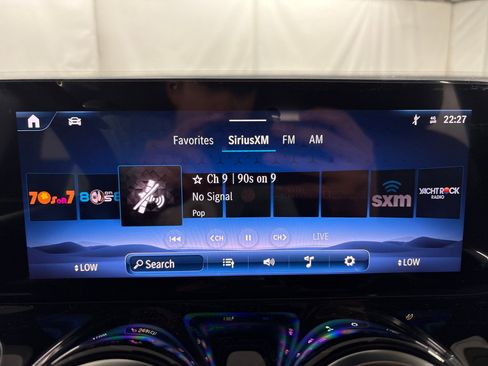 22:27
Favorites SiriusXM FM AM
70s on 7
80s on 8
☆ Ch 9 | 90s on 9
No Signal
Pop
sxm
YACHT ROCK
RADIO
<CH
CH>
LIVE
LOW
Search
LOW